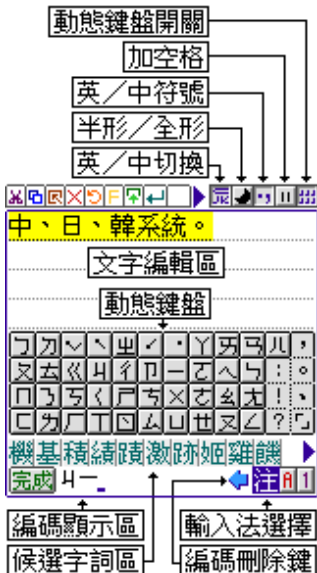 動態鍵盤開關
加空格
英／中符號
半形／全形
英／中切換
中、日、韓系統。
文字編輯區
動態鍵盤
ㄅㄉˇˋㄓˊ˙ㄚㄞㄢㄦ，
ㄆㄊㄍㄐㄔㄗㄧㄛㄟㄣ：。
ㄇㄋㄎㄑㄕㄘㄨㄜㄠㄤ！、
ㄈㄌㄏㄒㄖㄙㄩㄝㄡㄥ？「」
機基積績蹟激跡姬雞饑
完成 ㄐㄧ_ 注 A 1
編碼顯示區 輸入法選擇
候選字詞區 編碼刪除鍵